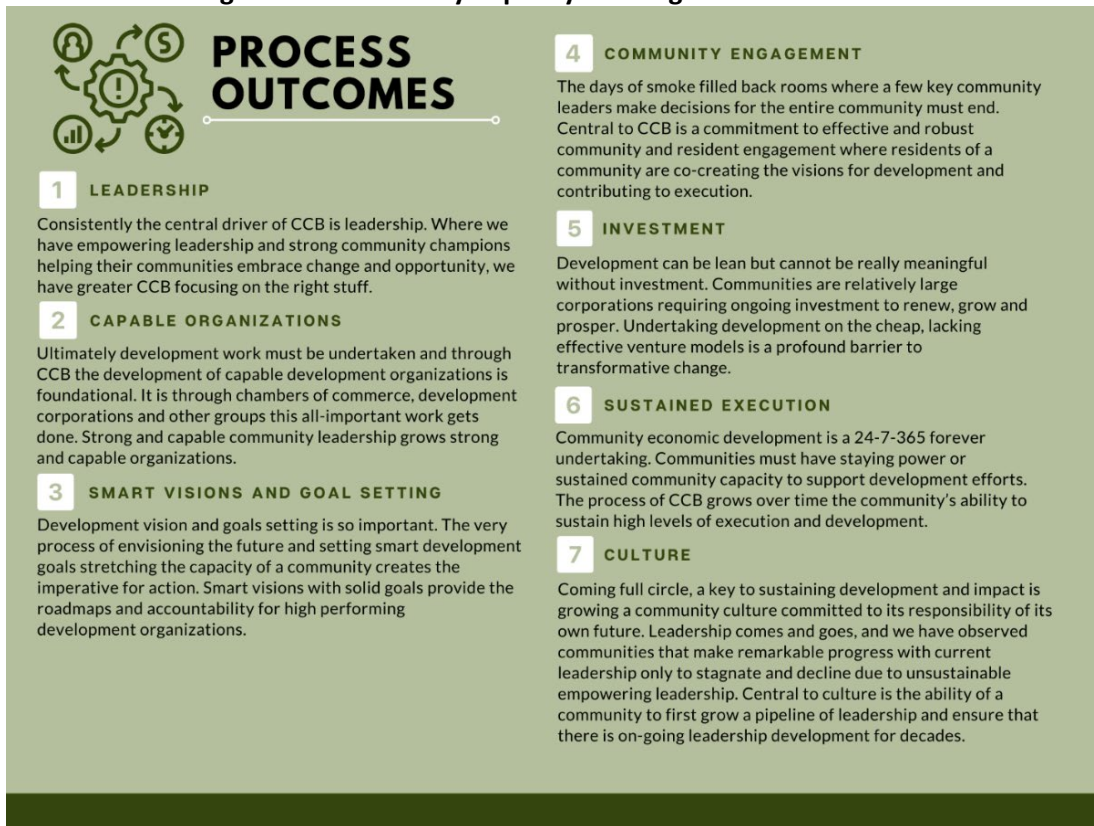 PROCESS
OUTCOMES
1 LEADERSHIP
Consistently the central driver of CCB is leadership. Where we
have empowering leadership and strong community champions
helping their communities embrace change and opportunity, we
have greater CCB focusing on the right stuff.
2 CAPABLE ORGANIZATIONS
Ultimately development work must be undertaken and through
CCB the development of capable development organizations is
foundational. It is through chambers of commerce, development
corporations and other groups this all-important work gets
done. Strong and capable community leadership grows strong
and capable organizations.
3 SMART VISIONS AND GOAL SETTING
Development vision and goals setting is so important. The very
process of envisioning the future and setting smart development
goals stretching the capacity of a community creates the
imperative for action. Smart visions with solid goals provide the
roadmaps and accountability for high performing
development organizations.
4 COMMUNITY ENGAGEMENT
The days of smoke filled back rooms where a few key community
leaders make decisions for the entire community must end.
Central to CCB is a commitment to effective and robust
community and resident engagement where residents of a
community are co-creating the visions for development and
contributing to execution.
5 INVESTMENT
Development can be lean but cannot be really meaningful
without investment. Communities are relatively large
corporations requiring ongoing investment to renew, grow and
prosper. Undertaking development on the cheap, lacking
effective venture models is a profound barrier to
transformative change.
6 SUSTAINED EXECUTION
Community economic development is a 24-7-365 forever
undertaking. Communities must have staying power or
sustained community capacity to support development efforts.
The process of CCB grows over time the community's ability to
sustain high levels of execution and development.
7 CULTURE
Coming full circle, a key to sustaining development and impact is
growing a community culture committed to its responsibility of its
own future. Leadership comes and goes, and we have observed
communities that make remarkable progress with current
leadership only to stagnate and decline due to unsustainable
empowering leadership. Central to culture is the ability of a
community to first grow a pipeline of leadership and ensure that
there is on-going leadership development for decades.